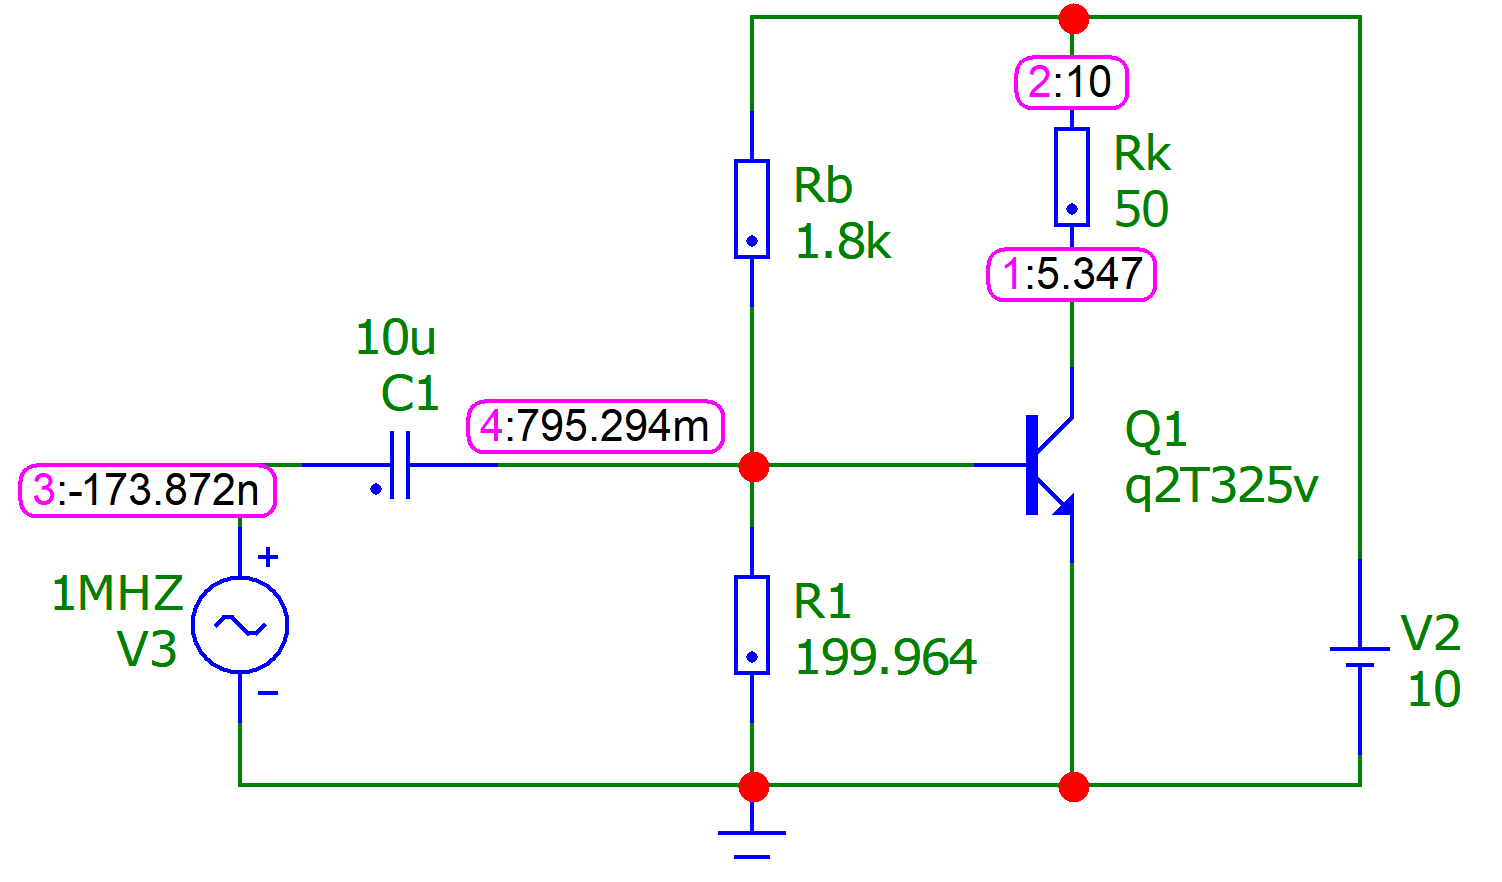 2:10
Rk
50
Rb
1.8k
1:5.347
10u
C1
4:795.294m
Q1
q2T325v
3:-173.872n
+
1MHZ
V3
−
R1
199.964
V2
10